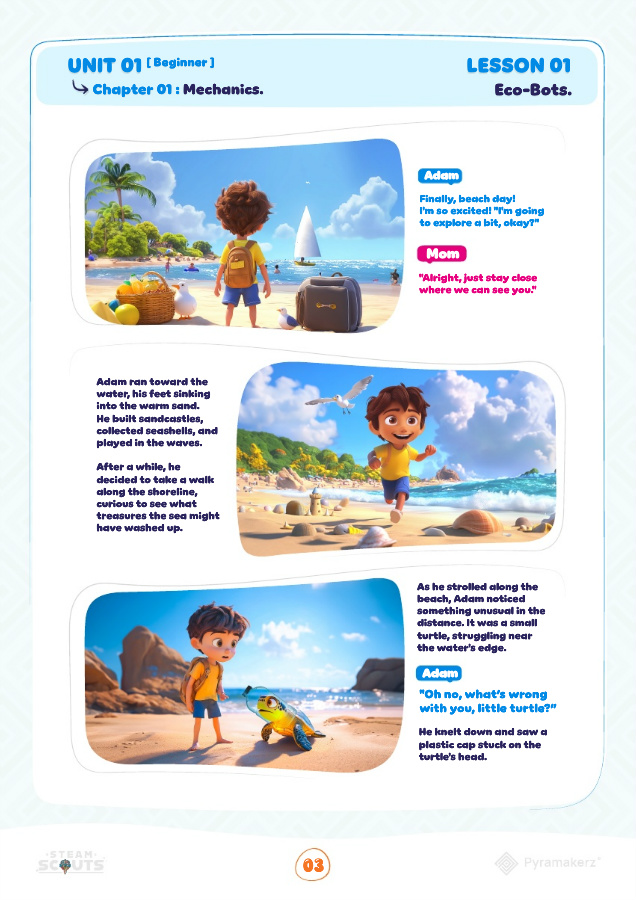 UNIT 01 [ Beginner ]
Chapter 01 : Mechanics.
LESSON 01
Eco-Bots.
Adam
Finally, beach day!
I'm so excited! "I'm going
to explore a bit, okay?"
Mom
"Alright, just stay close
where we can see you."
Adam ran toward the
water, his feet sinking
into the warm sand.
He built sandcastles,
collected seashells, and
played in the waves.
After a while, he
decided to take a walk
along the shoreline,
curious to see what
treasures the sea might
have washed up.
As he strolled along the
beach, Adam noticed
something unusual in the
distance. It was a small
turtle, struggling near
the water's edge.
Adam
"Oh no, what's wrong
with you, little turtle?"
He knelt down and saw a
plastic cap stuck on the
turtle's head.
STEAM
SCOUTS
03
Pyramakerz